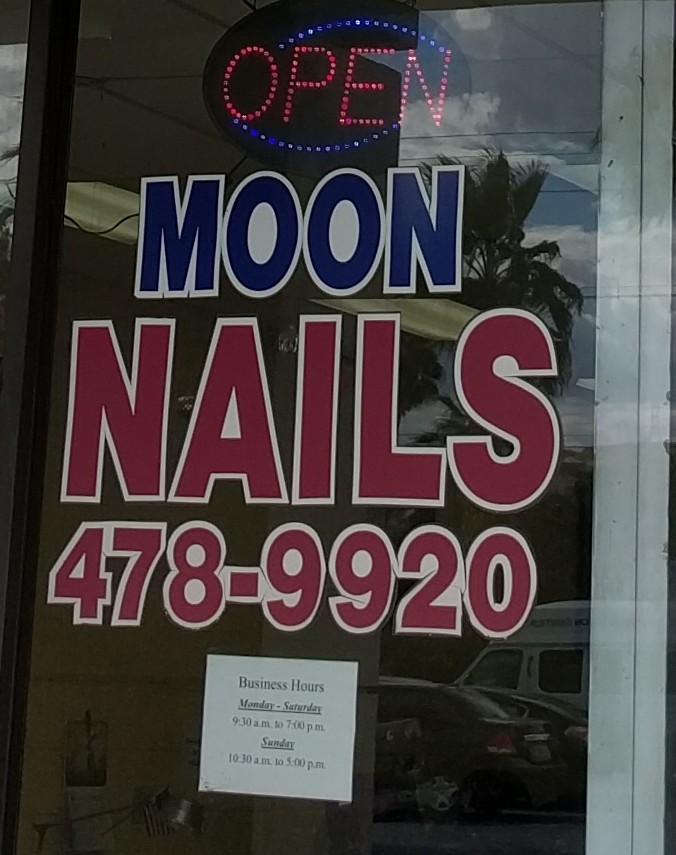 OPEN
MOON
NAILS
478-9920
Business Hours
Monday - Saturday
9:30 a.m. to 7:00 p.m.
Sunday
10:30 a.m. to 5:00 p.m.